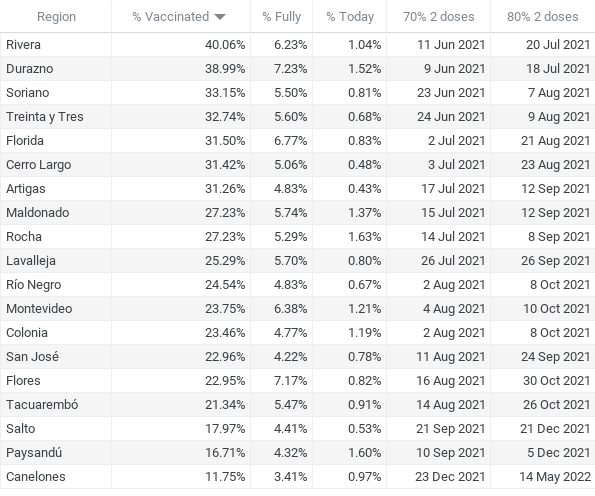 Region % Vaccinated % Fully % Today 70% 2 doses 80% 2 doses
Rivera 40.06% 6.23% 1.04% 11 Jun 2021 20 Jul 2021
Durazno 38.99% 7.23% 1.52% 9 Jun 2021 18 Jul 2021
Soriano 33.15% 5.50% 0.81% 23 Jun 2021 7 Aug 2021
Treinta y Tres 32.74% 5.60% 0.68% 24 Jun 2021 9 Aug 2021
Florida 31.50% 6.77% 0.83% 2 Jul 2021 21 Aug 2021
Cerro Largo 31.42% 5.06% 0.48% 3 Jul 2021 23 Aug 2021
Artigas 31.26% 4.83% 0.43% 17 Jul 2021 12 Sep 2021
Maldonado 27.23% 5.74% 1.37% 15 Jul 2021 12 Sep 2021
Rocha 27.23% 5.29% 1.63% 14 Jul 2021 8 Sep 2021
Lavalleja 25.29% 5.70% 0.80% 26 Jul 2021 26 Sep 2021
Río Negro 24.54% 4.83% 0.67% 2 Aug 2021 8 Oct 2021
Montevideo 23.75% 6.38% 1.21% 4 Aug 2021 10 Oct 2021
Colonia 23.46% 4.77% 1.19% 2 Aug 2021 8 Oct 2021
San José 22.96% 4.22% 0.78% 11 Aug 2021 24 Sep 2021
Flores 22.95% 7.17% 0.82% 16 Aug 2021 30 Oct 2021
Tacuarembó 21.34% 5.47% 0.91% 14 Aug 2021 26 Oct 2021
Salto 17.97% 4.41% 0.53% 21 Sep 2021 21 Dec 2021
Paysandú 16.71% 4.32% 1.60% 10 Sep 2021 5 Dec 2021
Canelones 11.75% 3.41% 0.97% 23 Dec 2021 14 May 2022